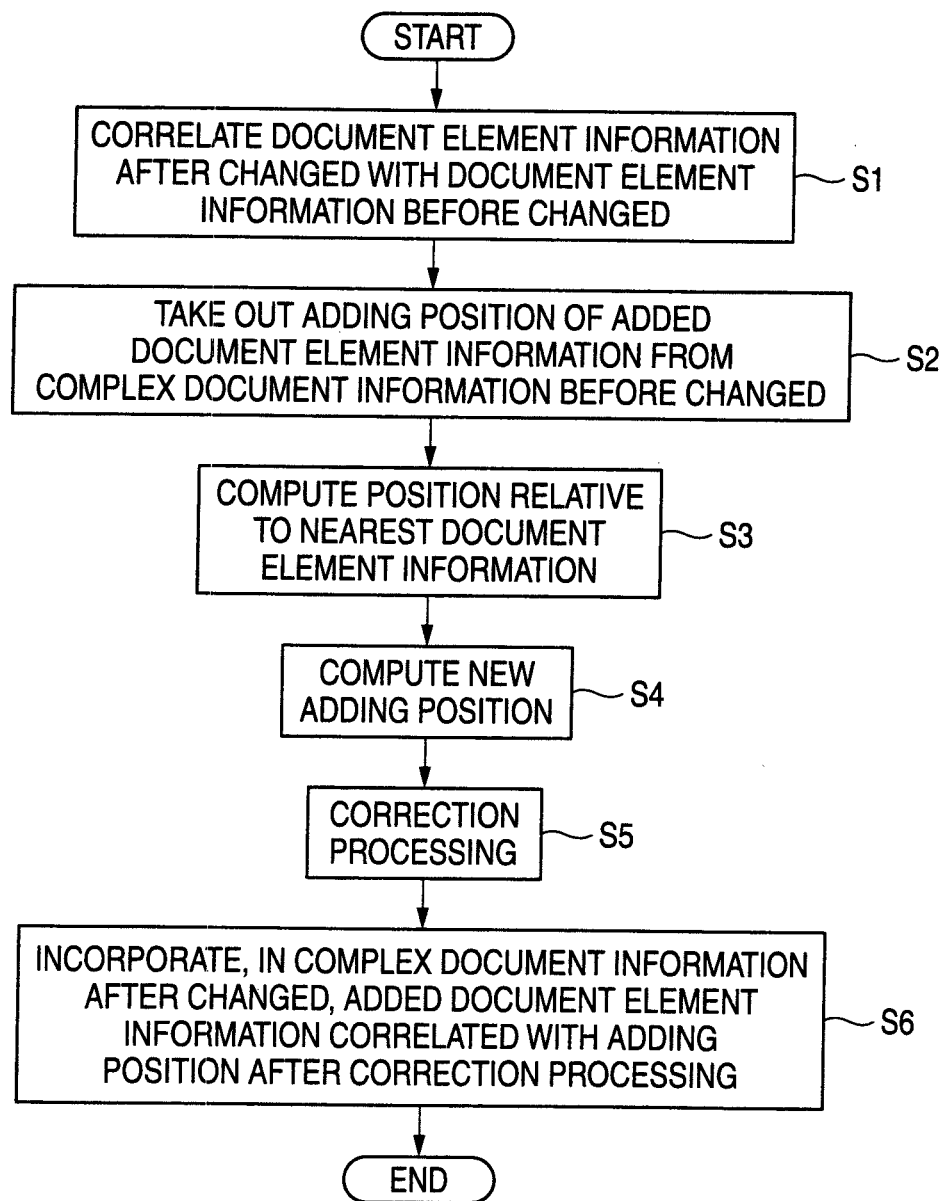 START
CORRELATE DOCUMENT ELEMENT INFORMATION
AFTER CHANGED WITH DOCUMENT ELEMENT
INFORMATION BEFORE CHANGED
S1
TAKE OUT ADDING POSITION OF ADDED
DOCUMENT ELEMENT INFORMATION FROM
COMPLEX DOCUMENT INFORMATION BEFORE CHANGED
S2
COMPUTE POSITION RELATIVE
TO NEAREST DOCUMENT
ELEMENT INFORMATION
S3
COMPUTE NEW
ADDING POSITION
S4
CORRECTION
PROCESSING
S5
INCORPORATE, IN COMPLEX DOCUMENT INFORMATION
AFTER CHANGED, ADDED DOCUMENT ELEMENT
INFORMATION CORRELATED WITH ADDING
POSITION AFTER CORRECTION PROCESSING
S6
END